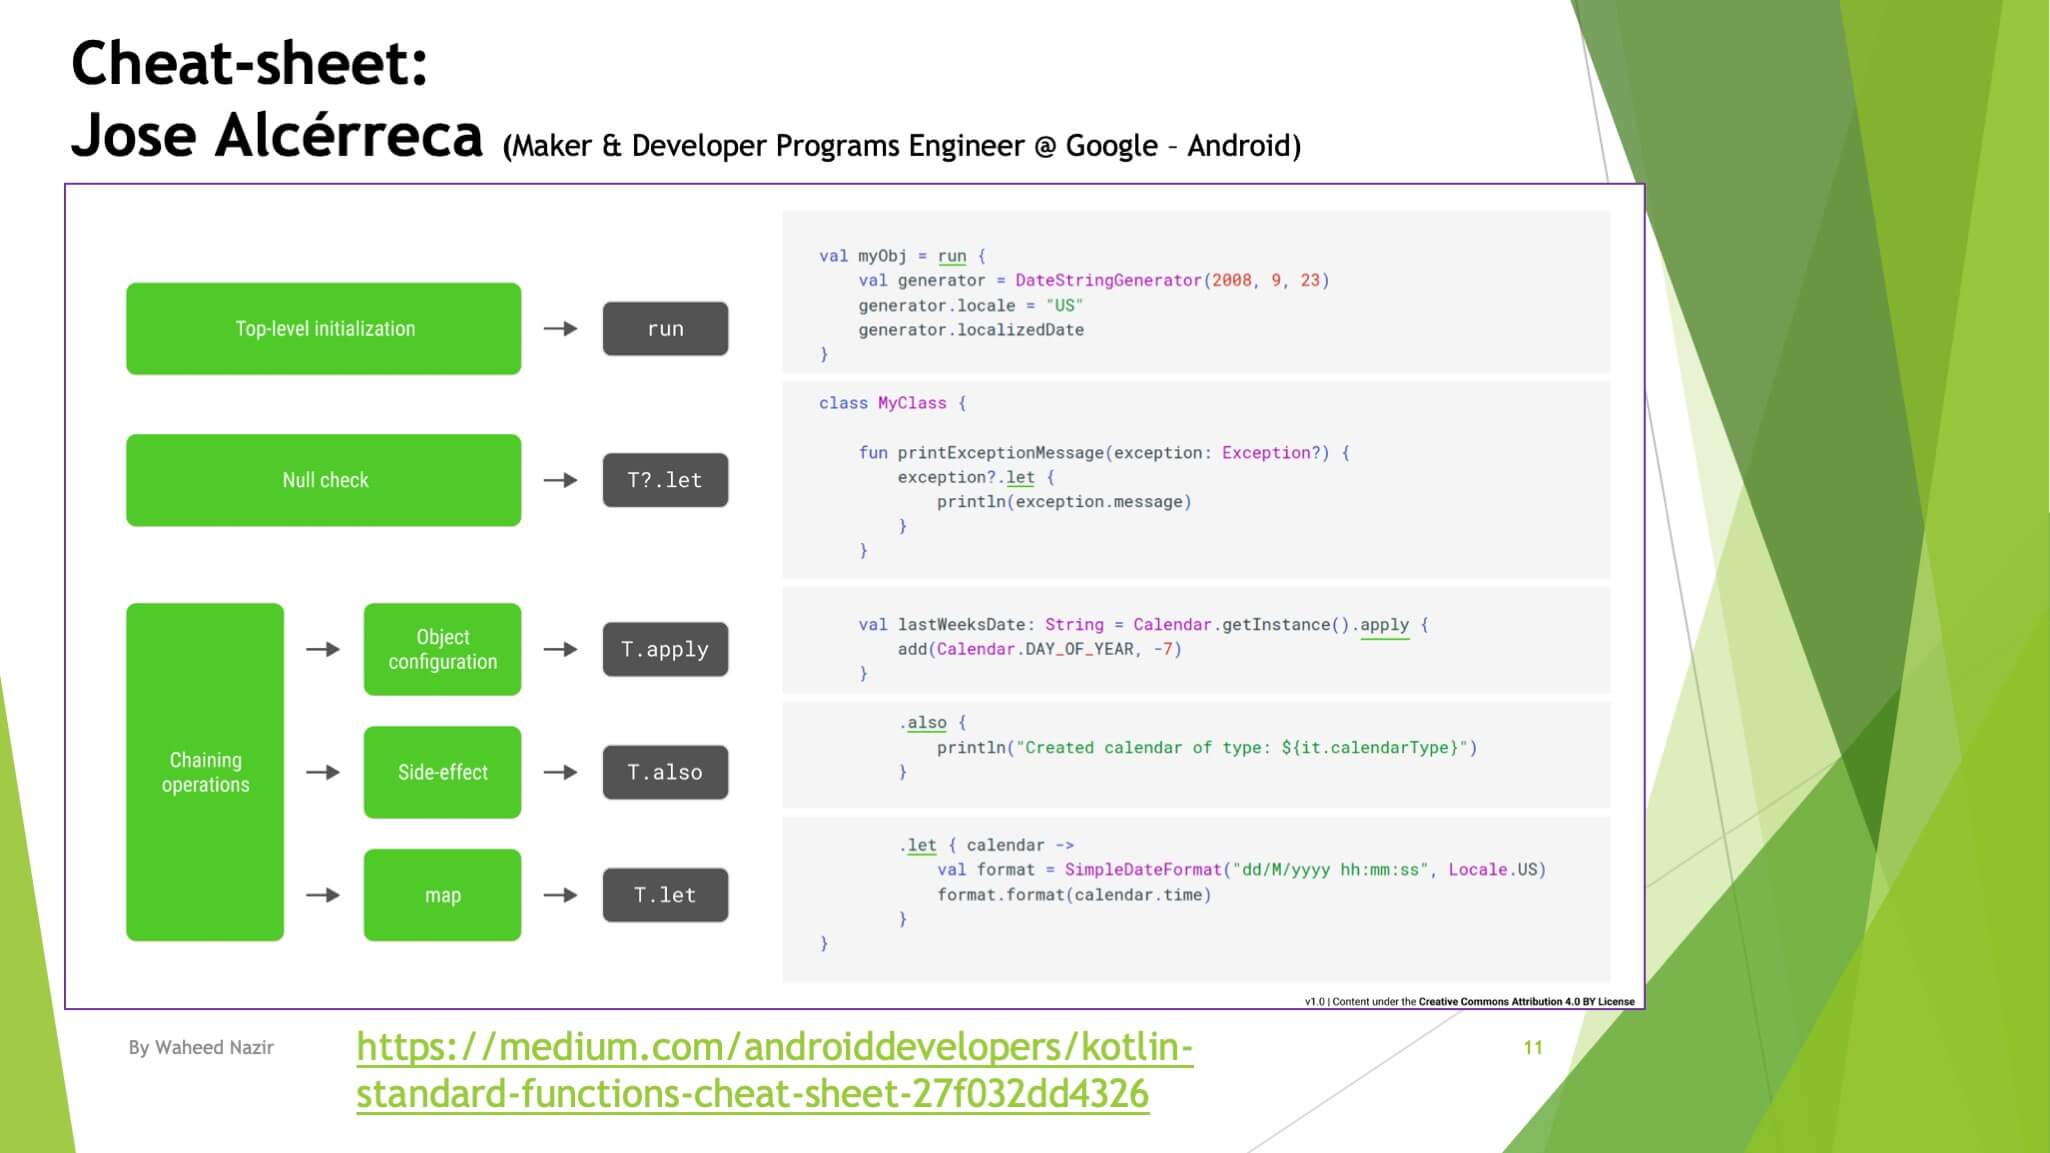 Cheat-sheet:
Jose Alcérreca (Maker & Developer Programs Engineer @ Google – Android)
Top-level initialization
run
val myObj = run {
    val generator = DateStringGenerator(2008, 9, 23)
    generator.locale = "US"
    generator.localizedDate
}
Null check
T?.let
class MyClass {
    fun printExceptionMessage(exception: Exception?) {
        exception?.let {
            println(exception.message)
        }
    }
Chaining
operations
Object
configuration
T.apply
    val lastWeeksDate: String = Calendar.getInstance().apply {
        add(Calendar.DAY_OF_YEAR, -7)
    }
Side-effect
T.also
        .also {
            println("Created calendar of type: ${it.calendarType}")
        }
map
T.let
        .let { calendar ->
            val format = SimpleDateFormat("dd/M/yyyy hh:mm:ss", Locale.US)
            format.format(calendar.time)
        }
}
v1.0 | Content under the Creative Commons Attribution 4.0 BY License
By Waheed Nazir
https://medium.com/androiddevelopers/kotlin-
standard-functions-cheat-sheet-27f032dd4326
11